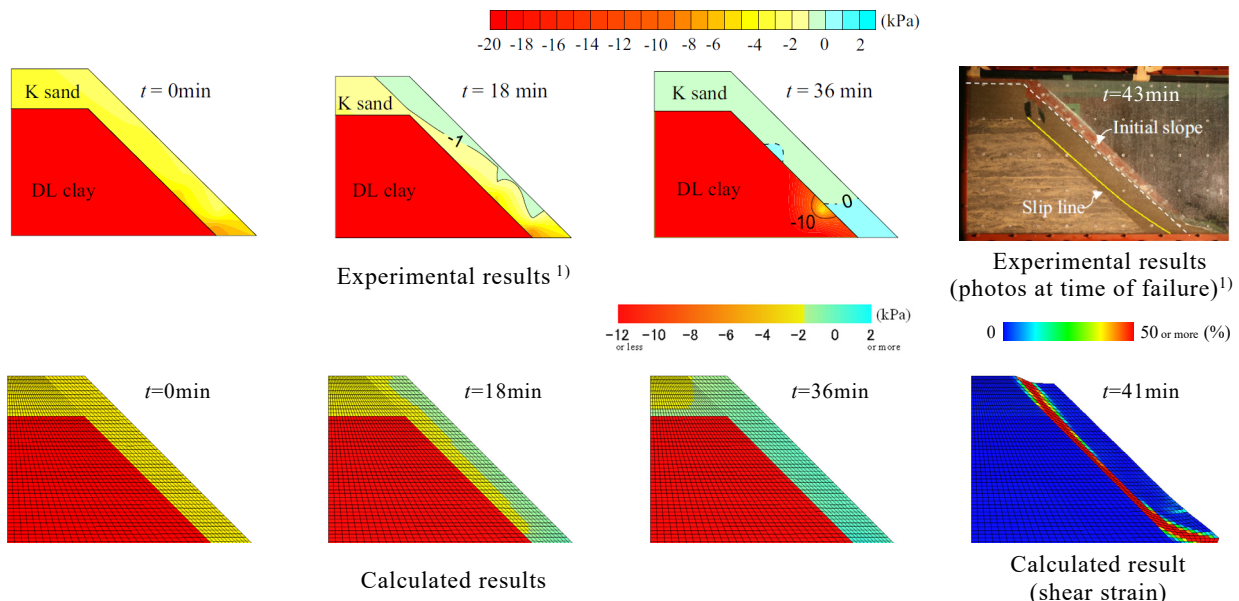 (kPa)
-20 -16 -14 -12 -10 -8 -6 -4 -2 0 2
K sand
t = 0min
DL clay
K sand
t = 18 min
-1
DL clay
K sand
t = 36 min
0
-10
DL clay
t=43min
Initial slope
Slip line
Experimental results 1)
Experimental results
(photos at time of failure)1)
(kPa)
-12 -10 -8 -6 -4 -2 0 2
or less or more
0 50 or more (%)
t=0min
t=18min
t=36min
t=41min
Calculated results
Calculated result
(shear strain)